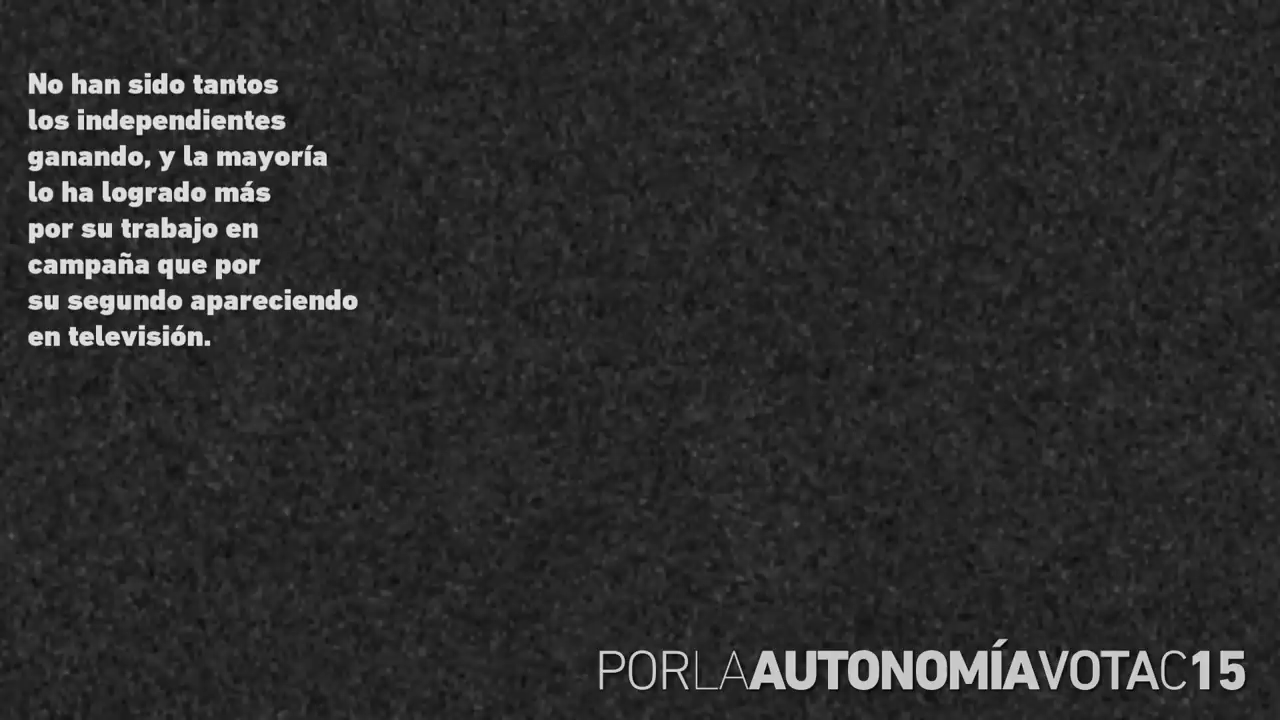 No han sido tantos
los independientes
ganando, y la mayoría
lo ha logrado más
por su trabajo en
campaña que por
su segundo apareciendo
en televisión.
PORLAAUTONOMÍAVOTAC15